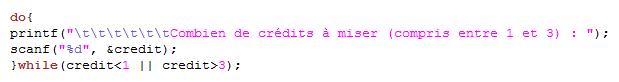 do{
printf("\t\t\t\t\t\tCombien de crédits à miser (compris entre 1 et 3) : ");
scanf("%d", &credit);
}while(credit<1 || credit>3);